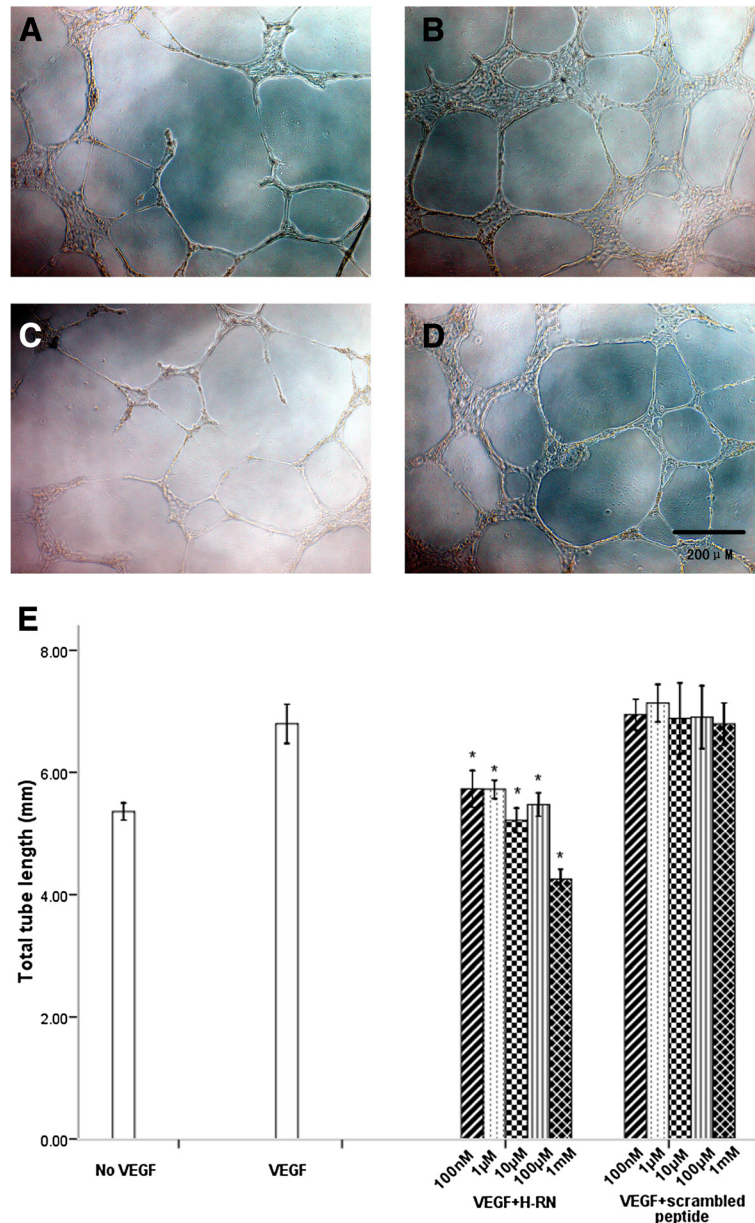 A
B
C
D
200 μ M
E
Total tube length (mm)
8.00
6.00
4.00
2.00
0.00
* * * * *
No VEGF
VEGF
100nM 1μM 10μM 100μM 1mM
VEGF+H-RN
100nM 1μM 10μM 100μM 1mM
VEGF+scrambled
peptide